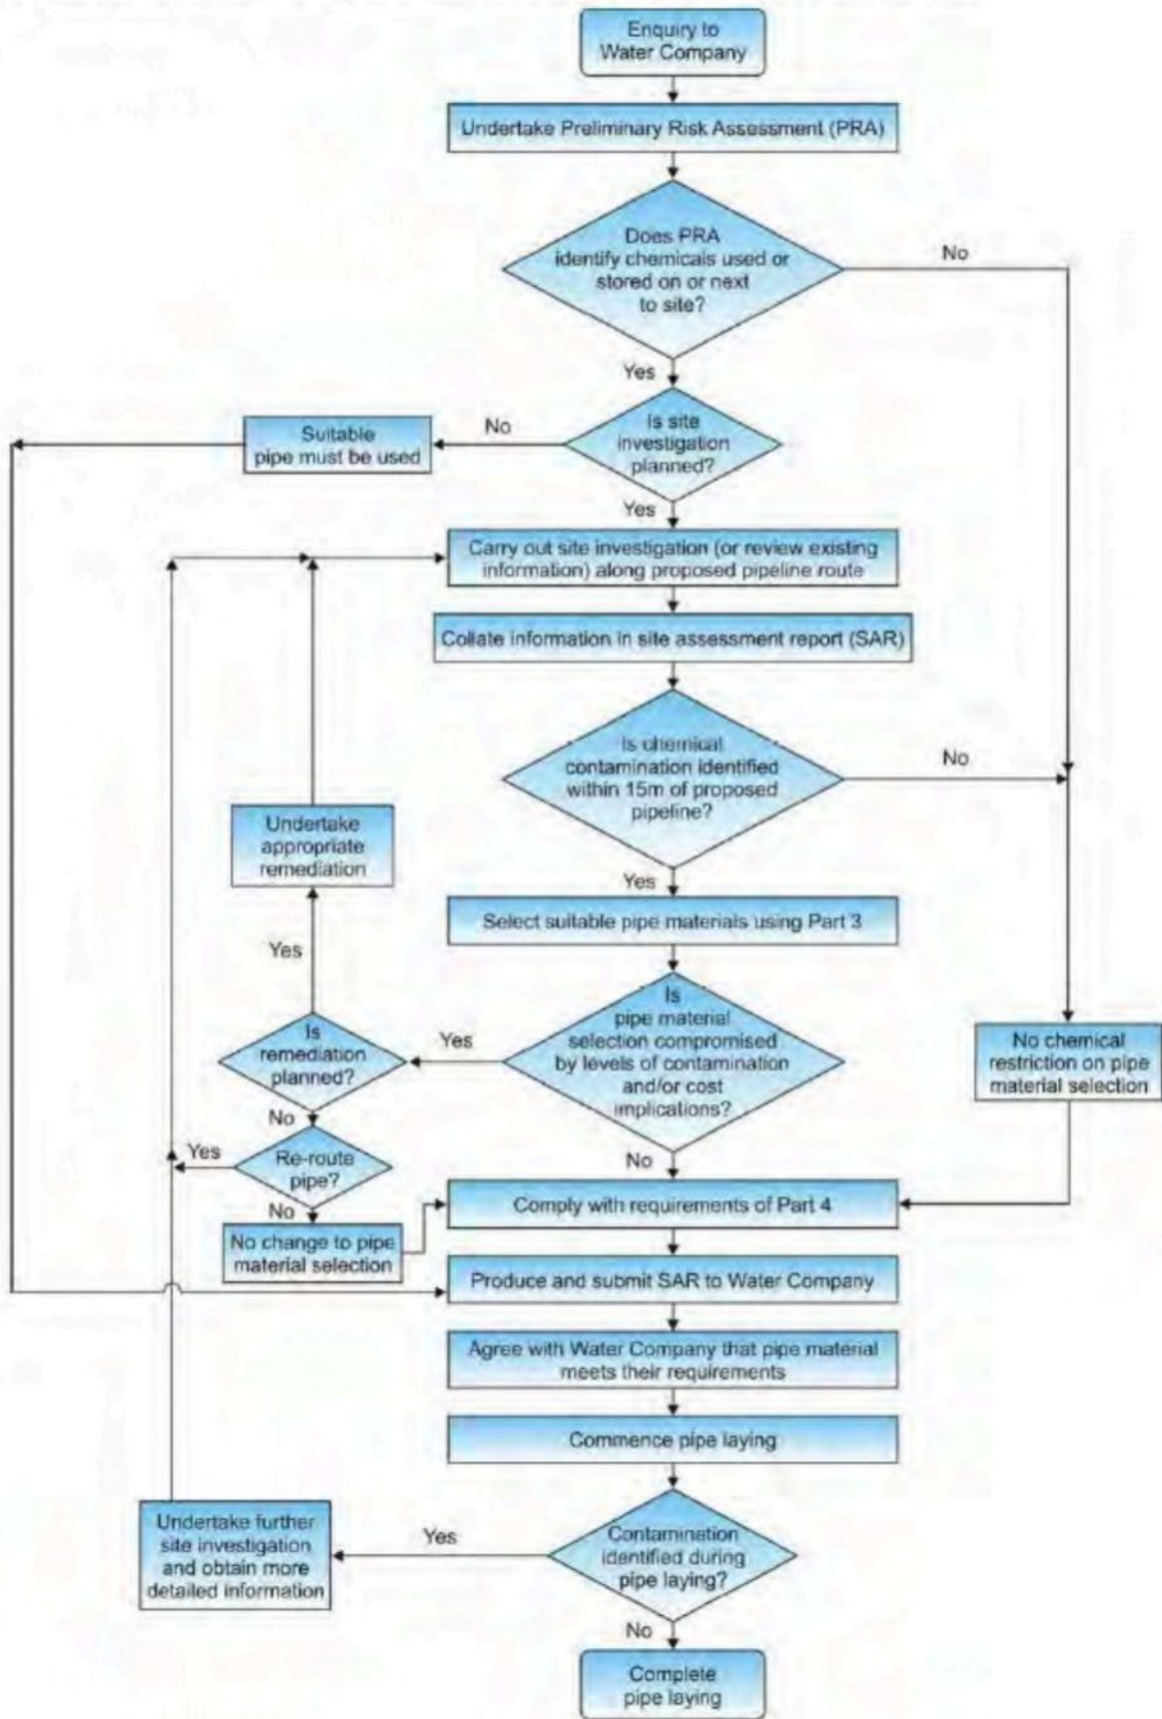 Enquiry to
Water Company
Undertake Preliminary Risk Assessment (PRA)
Does PRA
identify chemicals used or
stored on or next
to site?
No
Yes
Is site
investigation
planned?
No
Suitable
pipe must be used
Yes
Carry out site investigation (or review existing
information) along proposed pipeline route
Collate information in site assessment report (SAR)
Is chemical
contamination identified
within 15m of proposed
pipeline?
No
Undertake
appropriate
remediation
Yes
Select suitable pipe materials using Part 3
Yes
Is
pipe material
selection compromised
by levels of contamination
and/or cost
implications?
Yes
Is
remediation
planned?
No chemical
restriction on pipe
material selection
No
No
Yes
Re-route
pipe?
Comply with requirements of Part 4
No
No change to pipe
material selection
Produce and submit SAR to Water Company
Agree with Water Company that pipe material
meets their requirements
Commence pipe laying
Contamination
identified during
pipe laying?
Yes
Undertake further
site investigation
and obtain more
detailed information
No
Complete
pipe laying